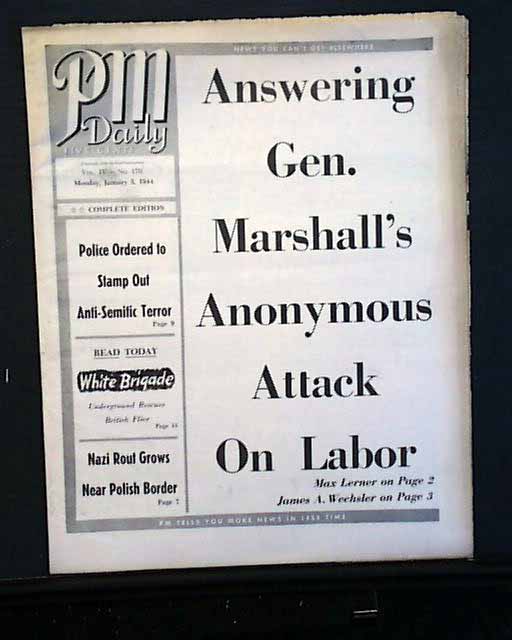 NEWS YOU CAN'T GET ELSEWHERE
PM
Daily
FIVE CENTS
Monday, January 3, 1944
COMPLETE EDITION
Police Ordered to
Stamp Out
Anti-Semitic Terror
Page 9
READ TODAY
White Brigade
Underground Rescues
British Flier
Nazi Rout Grows
Near Polish Border
Page 7
Answering
Gen.
Marshall's
Anonymous
Attack
On Labor
Max Lerner on Page 2
James A. Wechsler on Page 3
PM TELLS YOU MORE NEWS IN LESS TIME